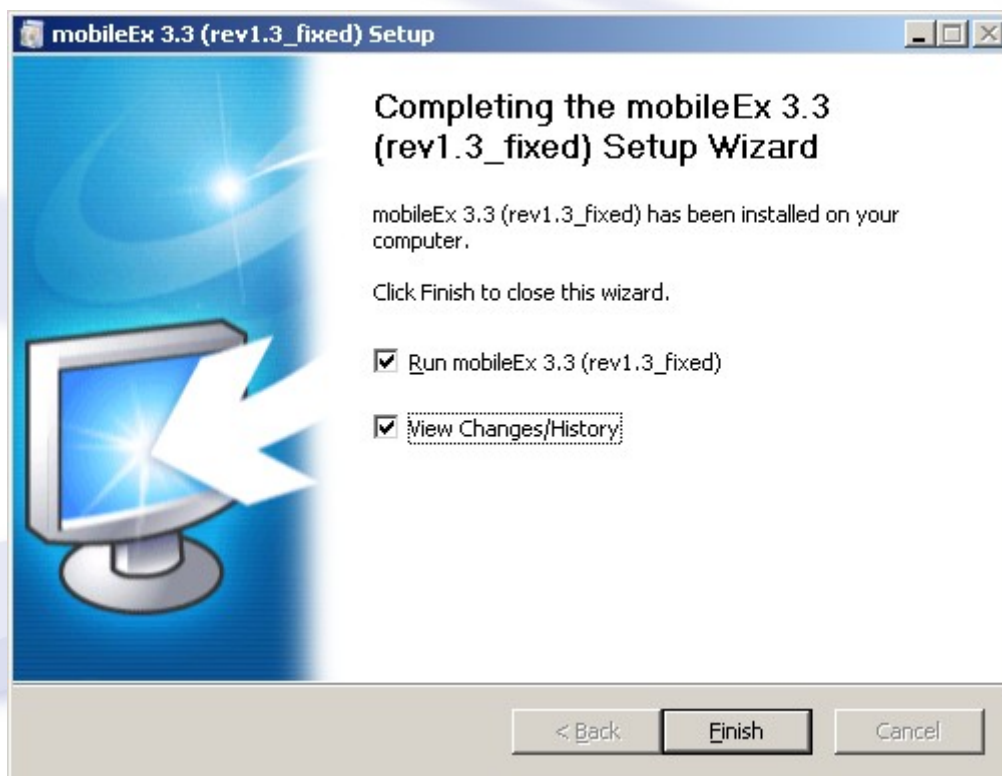 mobileEx 3.3 (rev1.3_fixed) Setup
Completing the mobileEx 3.3
(rev1.3_fixed) Setup Wizard
mobileEx 3.3 (rev1.3_fixed) has been installed on your
computer.
Click Finish to close this wizard.
Run mobileEx 3.3 (rev1.3_fixed)
View Changes/History
< Back Finish Cancel